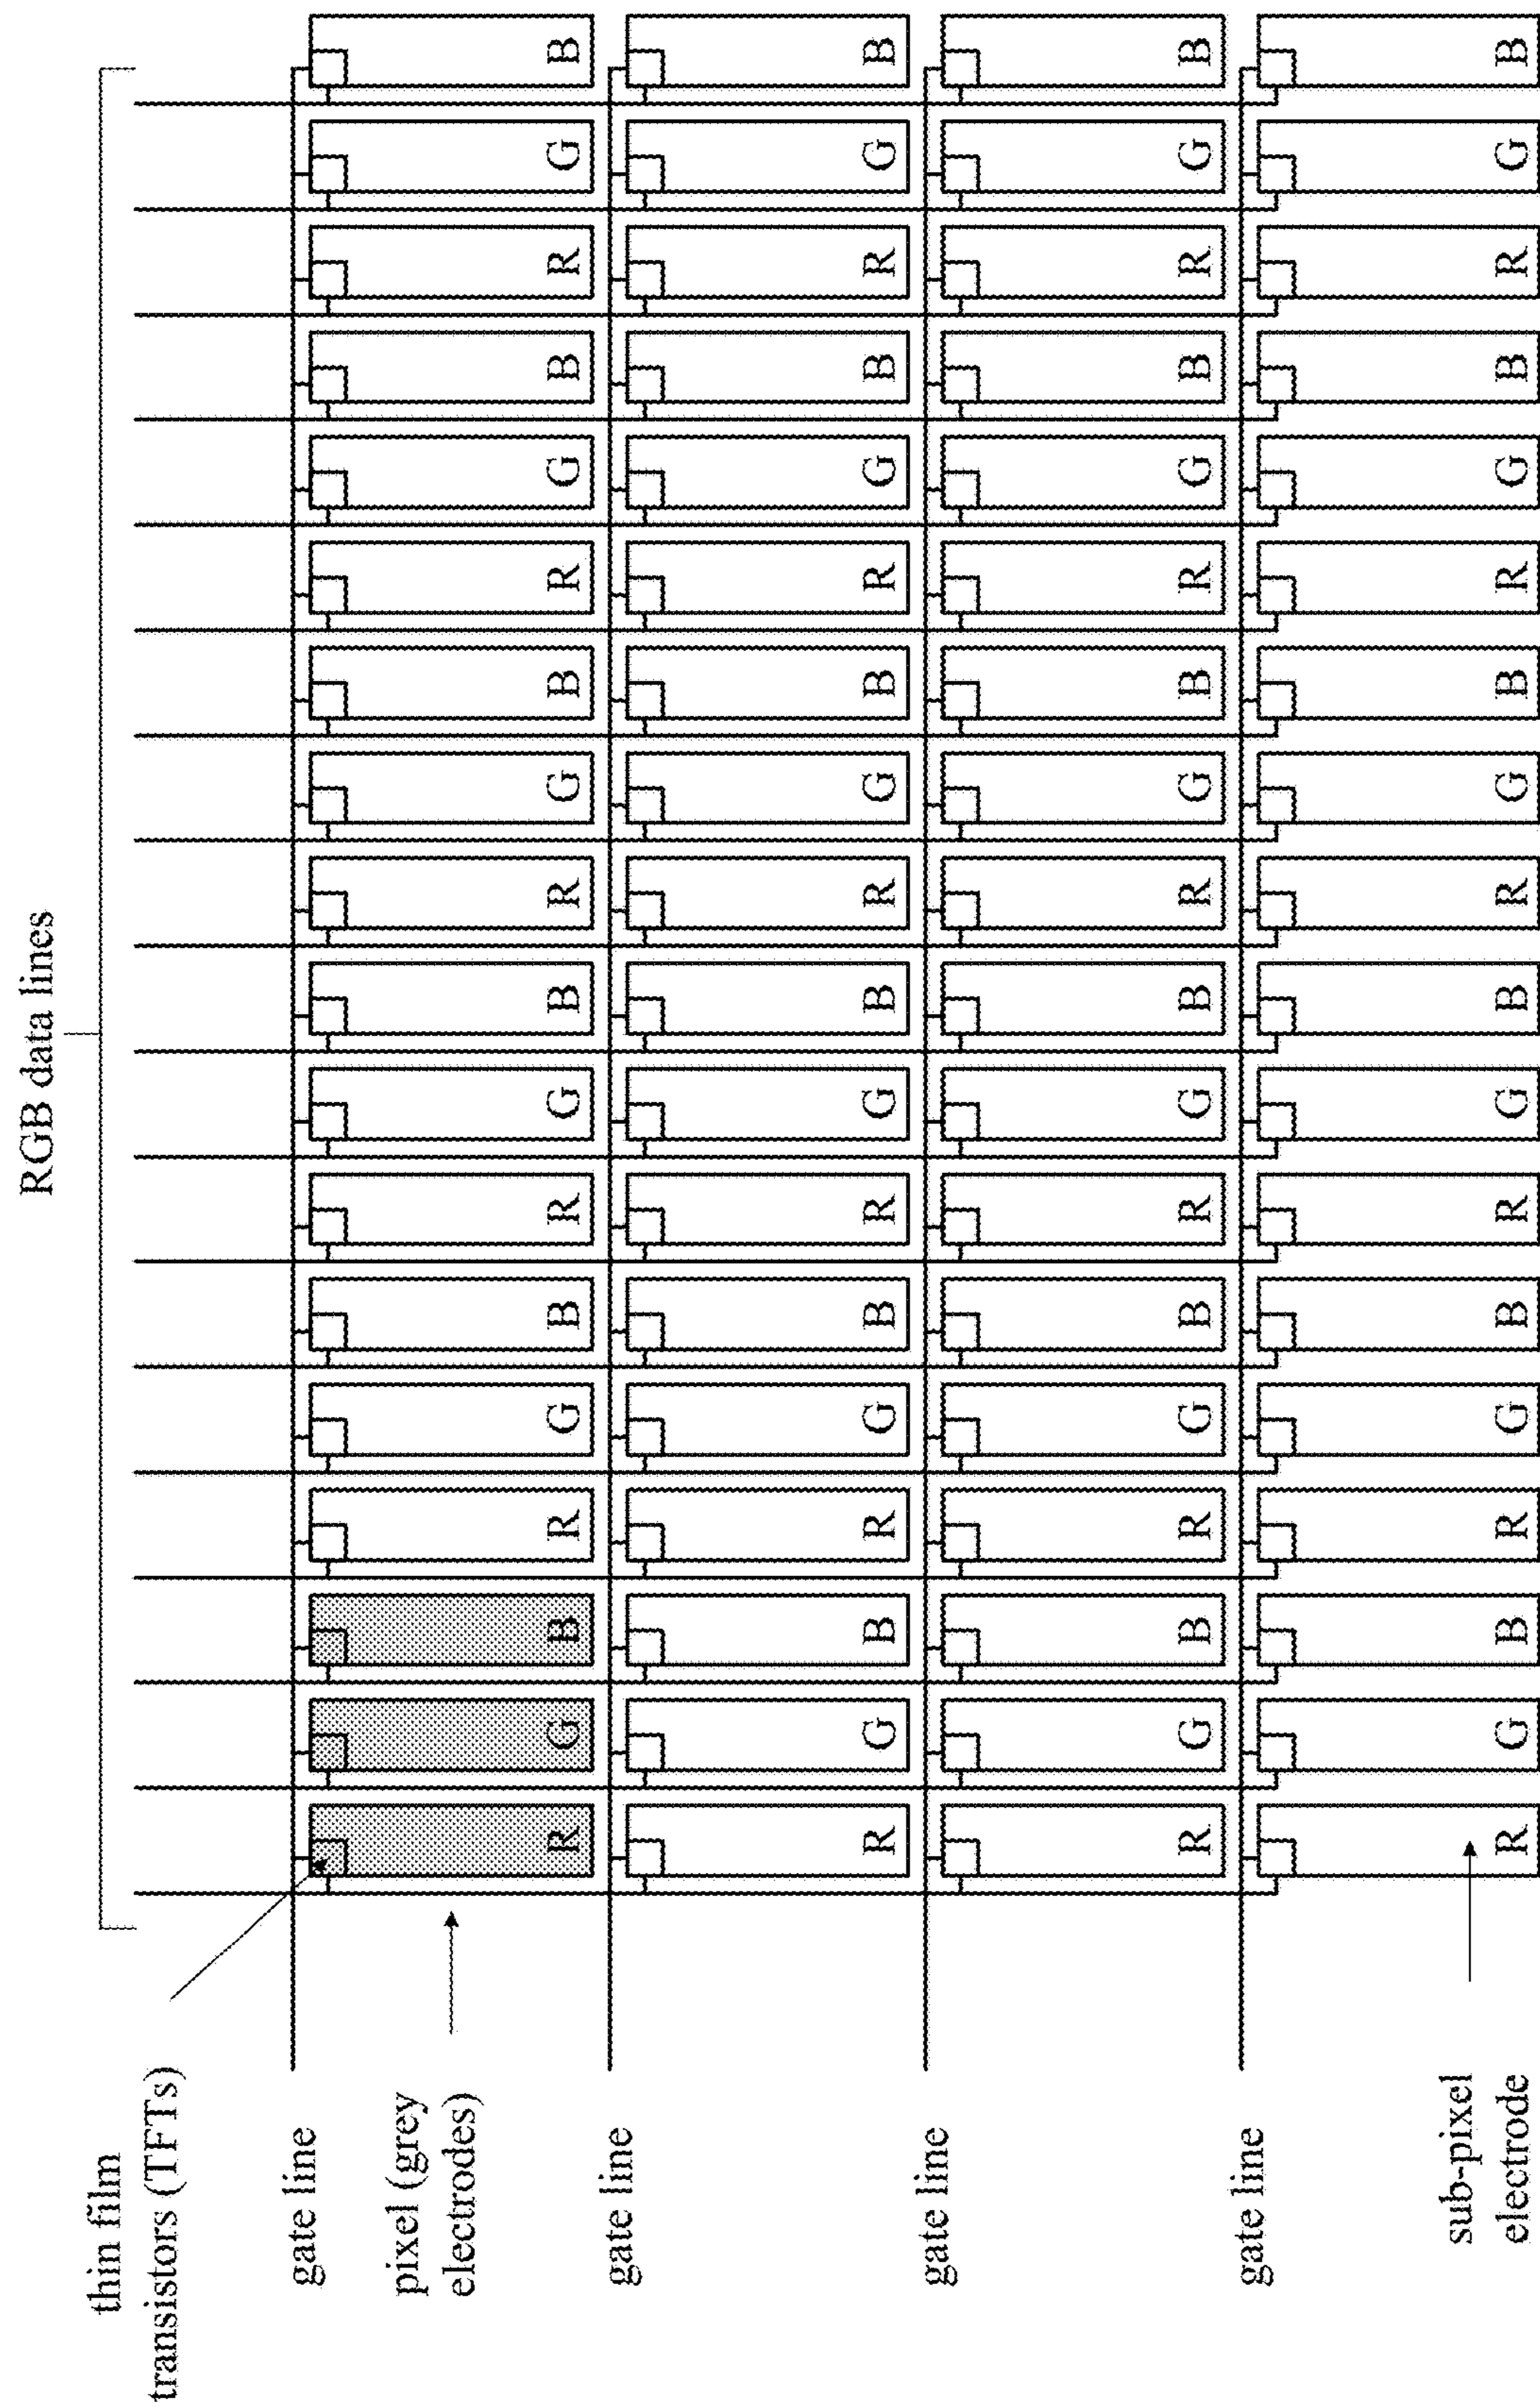 RGB data lines
thin film
transistors (TFTs)
gate line
pixel (grey
electrodes)
R G B R G B R G B R G B R G B R G B
gate line
R G B R G B R G B R G B R G B R G B
gate line
R G B R G B R G B R G B R G B R G B
gate line
sub-pixel
electrode
R G B R G B R G B R G B R G B R G B